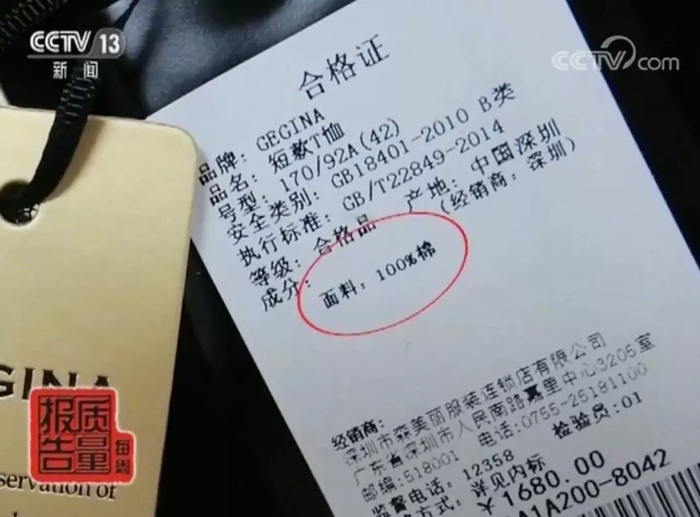 CCTV 13
新闻
CCTV.com
合格证
品牌：GEGINA
品名：短款T恤
号型：170/92A(42)
安全类别：GB18401-2010 B类
执行标准：GB/T22849-2014
等级：合格品 产地：中国深圳
(经销商：深圳)
成分：
面料：100%棉
经销商：
深圳市森美丽服装连锁店有限公司
广东省深圳市人民南路嘉里中心3205室
邮编：518001 电话：0755-25181100
监督电话：12358 检验员：01
方式：详见内标
￥1680.00
A1A200-8042
GINA
servation of
质量报告
每周